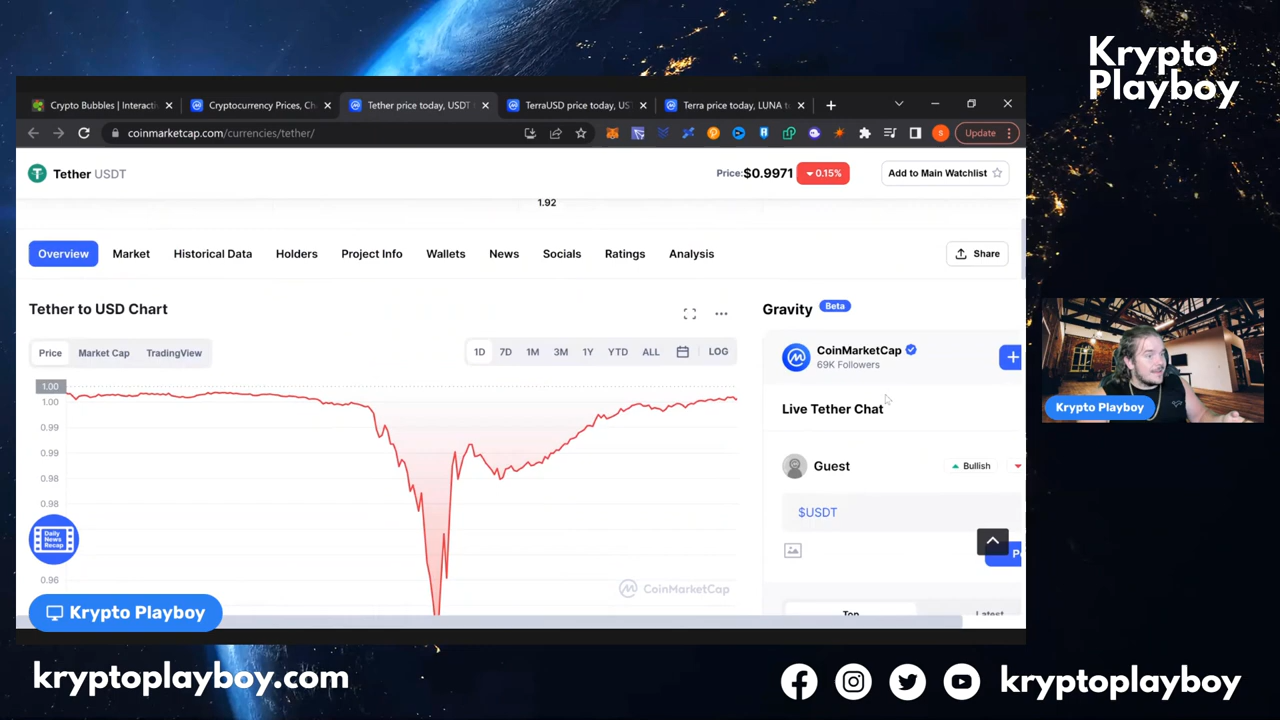 Krypto
Playboy
Crypto Bubbles | Interacti
Cryptocurrency Prices, Ch
Tether price today, USDT
TerraUSD price today, US
Terra price today, LUNA t
coinmarketcap.com/currencies/tether/
Update
Tether USDT
Price: $0.9971
0.15%
Add to Main Watchlist
1.92
Overview
Market
Historical Data
Holders
Project Info
Wallets
News
Socials
Ratings
Analysis
Share
Tether to USD Chart
Gravity
Beta
Price
Market Cap
TradingView
1D
7D
1M
3M
1Y
YTD
ALL
LOG
CoinMarketCap
69K Followers
1.00
1.00
0.99
0.99
0.98
0.98
0.96
Live Tether Chat
Guest
Bullish
$USDT
Daily
News
Recap
CoinMarketCap
Top
Latest
Krypto Playboy
Krypto Playboy
kryptoplayboy.com
kryptoplayboy